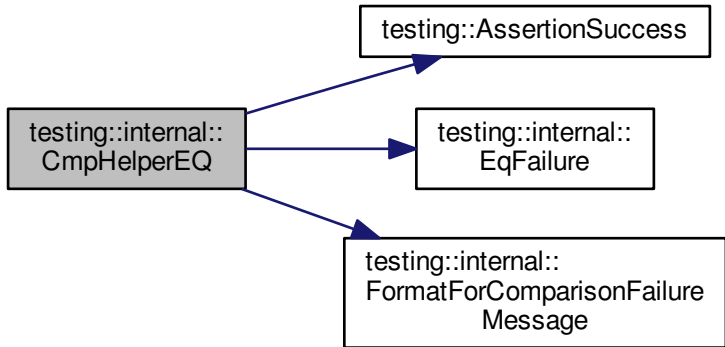 testing::AssertionSuccess
testing::internal::
CmpHelperEQ
testing::internal::
EqFailure
testing::internal::
FormatForComparisonFailure
Message